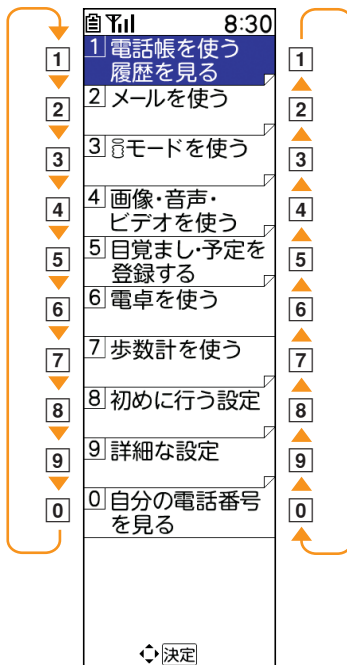 8:30
1 電話帳を使う
履歴を見る
2 メールを使う
3 iモードを使う
4 画像・音声・
ビデオを使う
5 目覚まし・予定を
登録する
6 電卓を使う
7 歩数計を使う
8 初めに行う設定
9 詳細な設定
0 自分の電話番号
を見る
決定
1
2
3
4
5
6
7
8
9
0
1
2
3
4
5
6
7
8
9
0